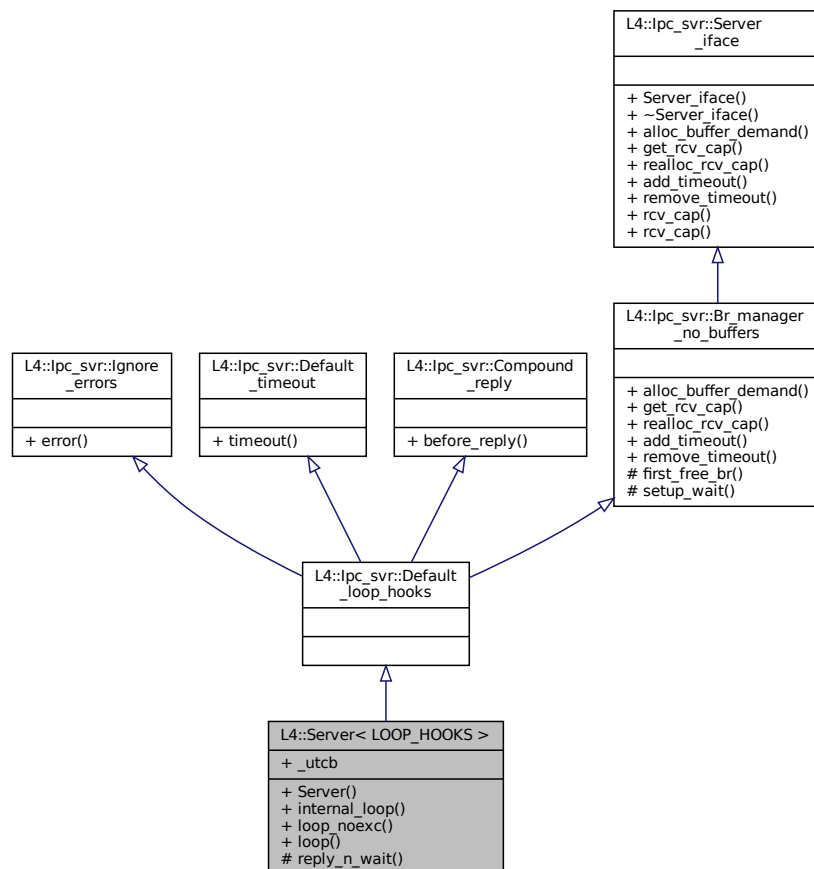 L4::Ipc_svr::Server
_iface
+ Server_iface()
+ ~Server_iface()
+ alloc_buffer_demand()
+ get_rcv_cap()
+ realloc_rcv_cap()
+ add_timeout()
+ remove_timeout()
+ rcv_cap()
+ rcv_cap()
L4::Ipc_svr::Ignore
_errors
+ error()
L4::Ipc_svr::Default
_timeout
+ timeout()
L4::Ipc_svr::Compound
_reply
+ before_reply()
L4::Ipc_svr::Br_manager
_no_buffers
+ alloc_buffer_demand()
+ get_rcv_cap()
+ realloc_rcv_cap()
+ add_timeout()
+ remove_timeout()
# first_free_br()
# setup_wait()
L4::Ipc_svr::Default
_loop_hooks
L4::Server< LOOP_HOOKS >
+ _utcb
+ Server()
+ internal_loop()
+ loop_noexc()
+ loop()
# reply_n_wait()